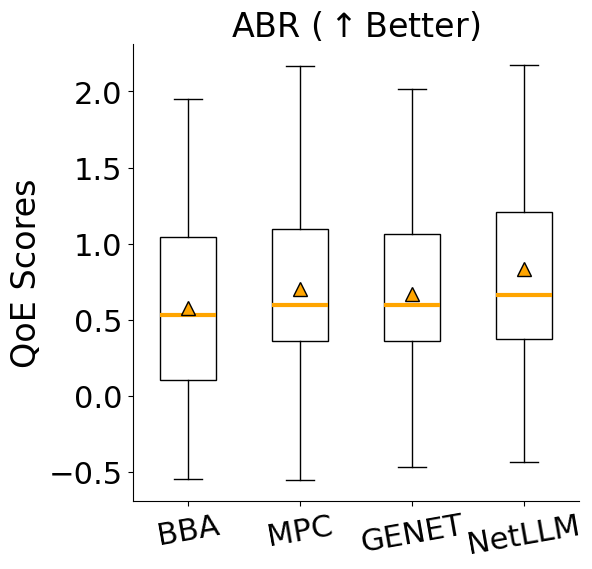 ABR ( ↑ Better)
QoE Scores
2.0
1.5
1.0
0.5
0.0
−0.5
BBA
MPC
GENET
NetLLM